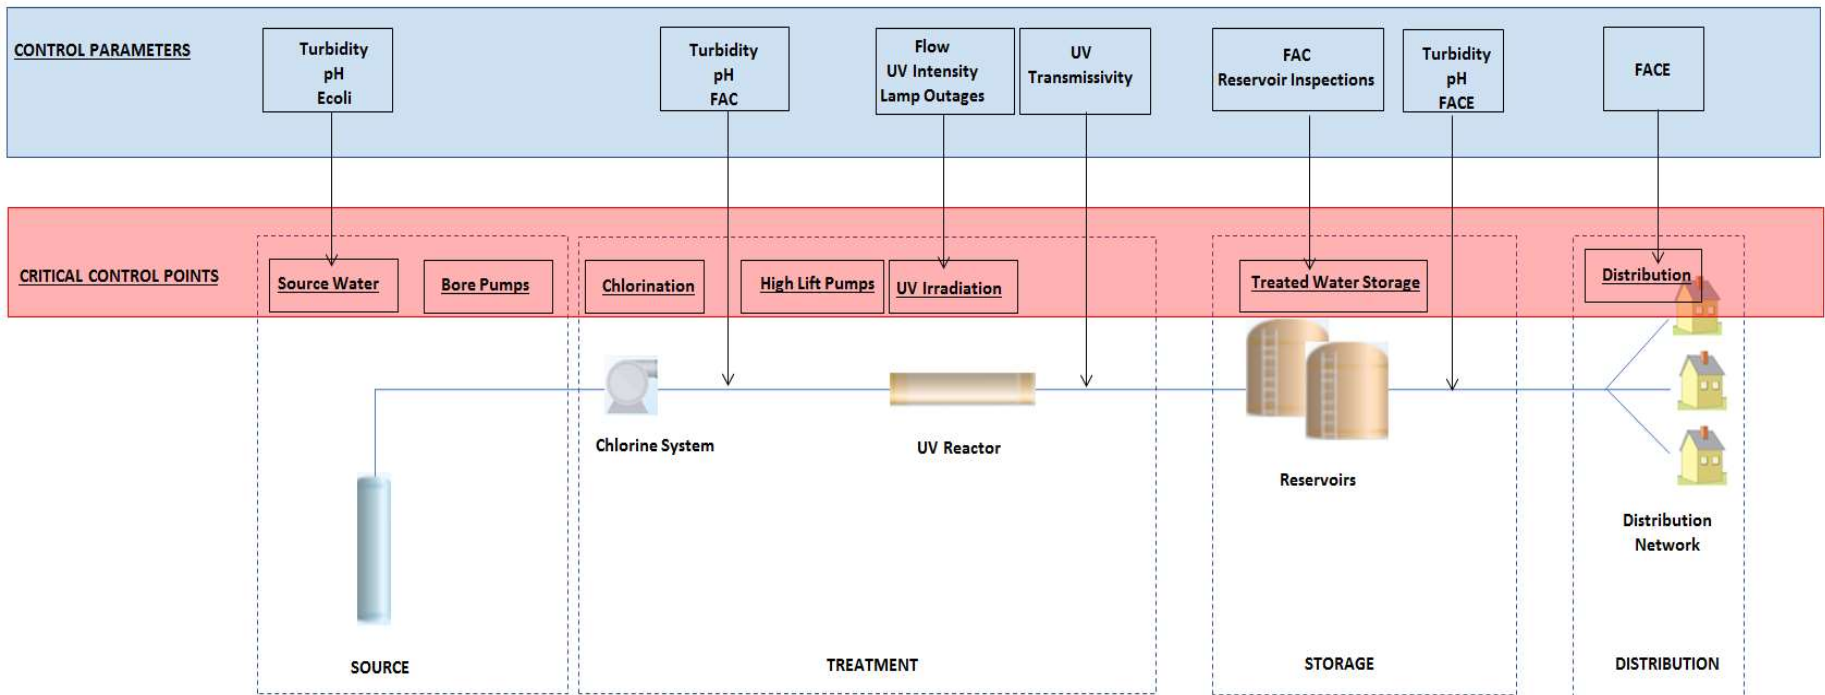 CONTROL PARAMETERS
Turbidity
pH
Ecoli
Turbidity
pH
FAC
Flow
UV Intensity
Lamp Outages
UV
Transmissivity
FAC
Reservoir Inspections
Turbidity
pH
FACE
FACE
CRITICAL CONTROL POINTS
Source Water
Bore Pumps
Chlorination
High Lift Pumps
UV Irradiation
Treated Water Storage
Distribution
Chlorine System
UV Reactor
Reservoirs
Distribution
Network
SOURCE
TREATMENT
STORAGE
DISTRIBUTION